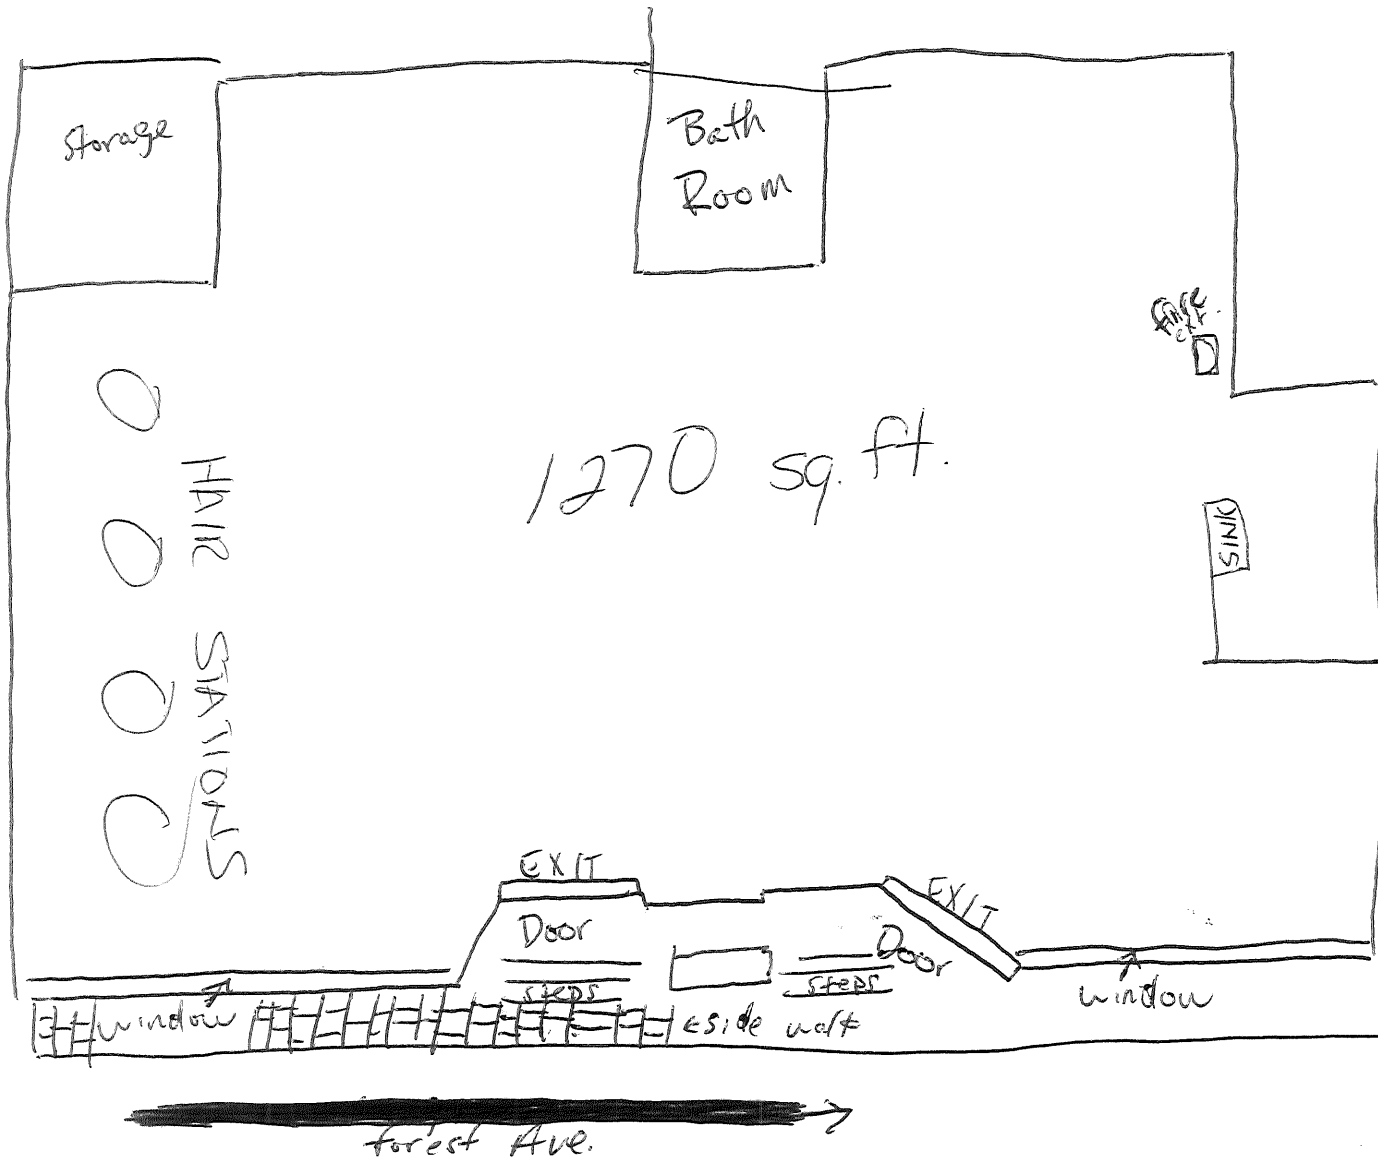 Storage
Bath
Room
fire
ext.
1270 sq. ft.
HAIR STATIONS
SINK
EXIT
EXIT
Door
Door
steps
steps
window
window
side walk
Forest Ave.